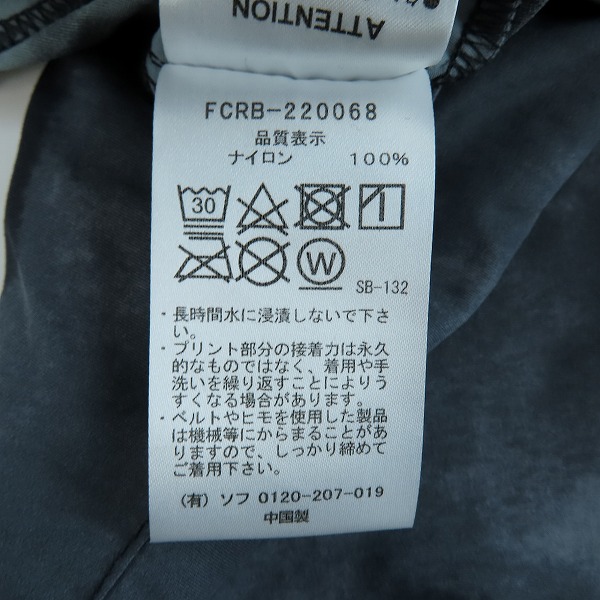 ATTENTION
FCRB-220068
品質表示
ナイロン 100%
30
W
SB-132
・長時間水に浸漬しないで下さ
い。
・プリント部分の接着力は永久
的なものではなく、着用や手
洗いを繰り返すことによりう
すくなる場合があります。
・ベルトやヒモを使用した製品
は機械等にからまることがあ
りますので、しっかり締めて
ご着用下さい。
(有) ソフ 0120-207-019
中国製